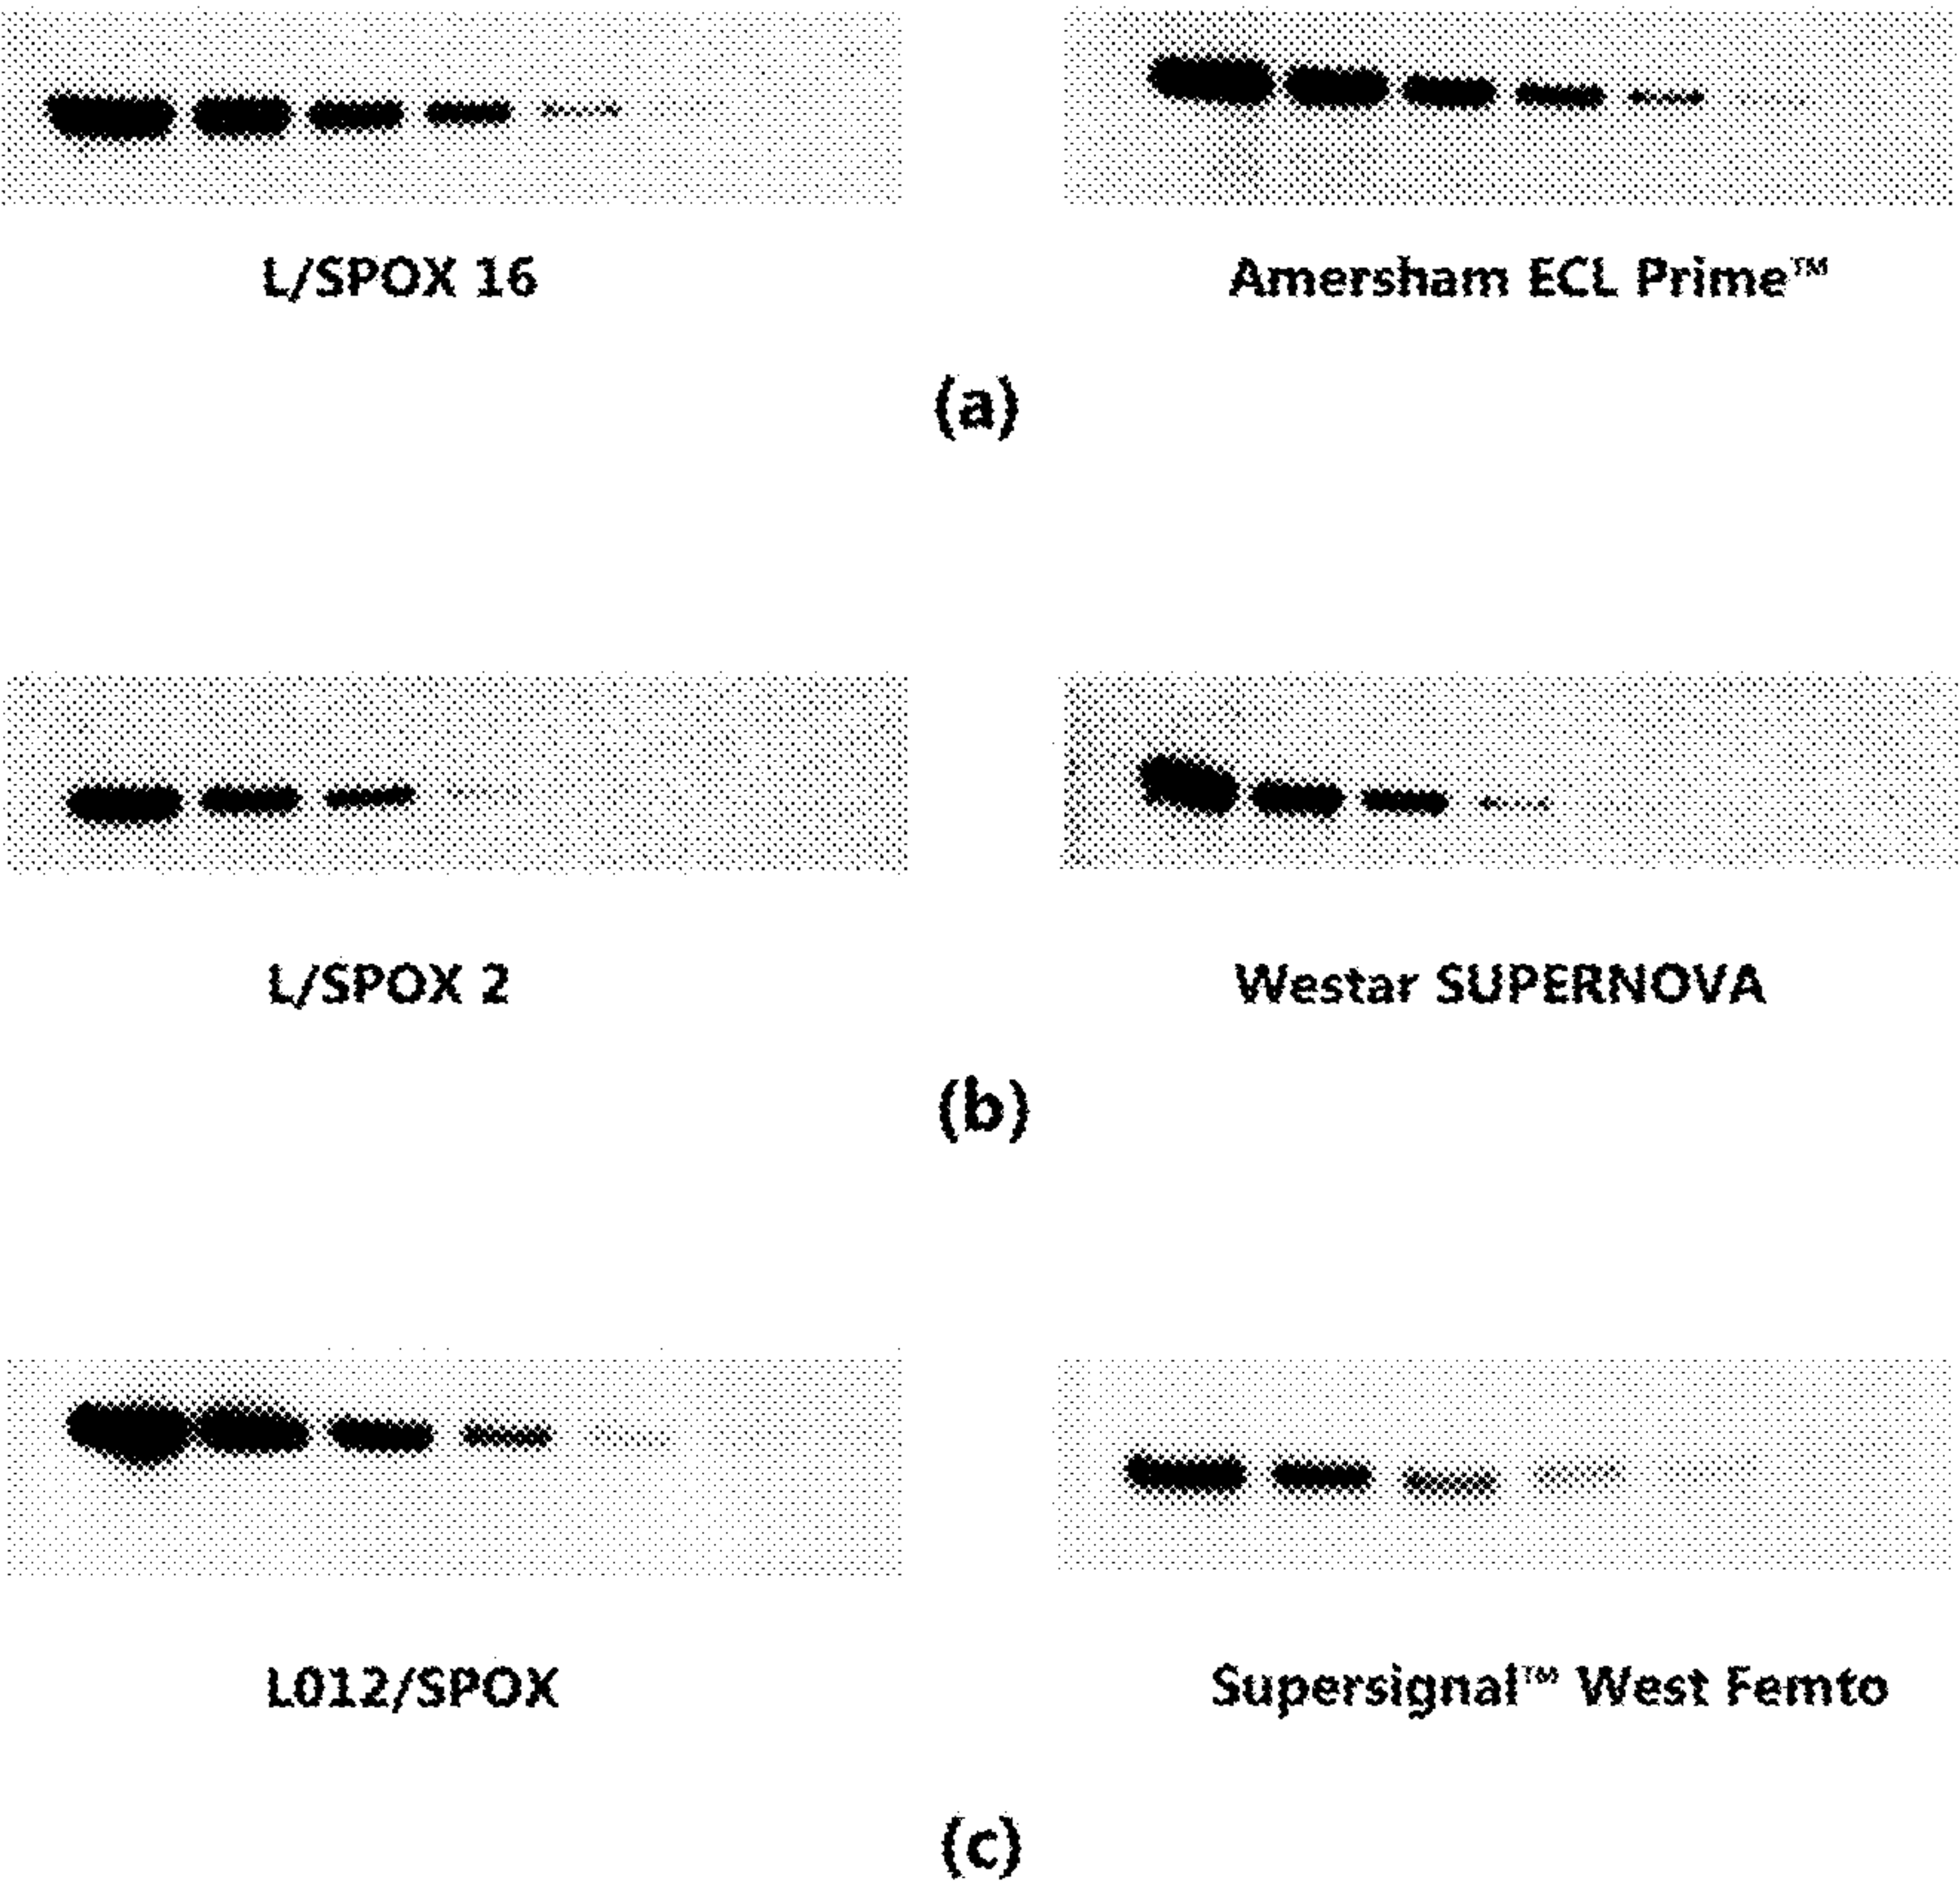 L/SPOX 16
Amersham ECL Prime™
(a)
L/SPOX 2
Westar SUPERNOVA
(b)
L012/SPOX
Supersignal™ West Femto
(c)